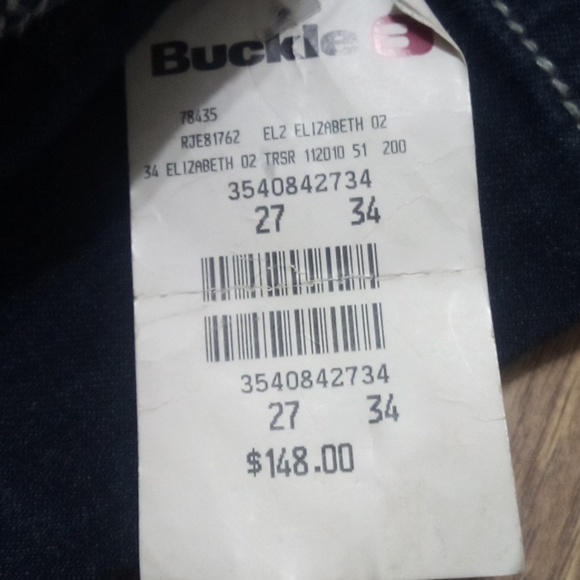 Buckle B
78435
RJE81762 EL2 ELIZABETH 02
34 ELIZABETH 02 TRSR 112010 51 200
3540842734
27 34
3540842734
27 34
$148.00